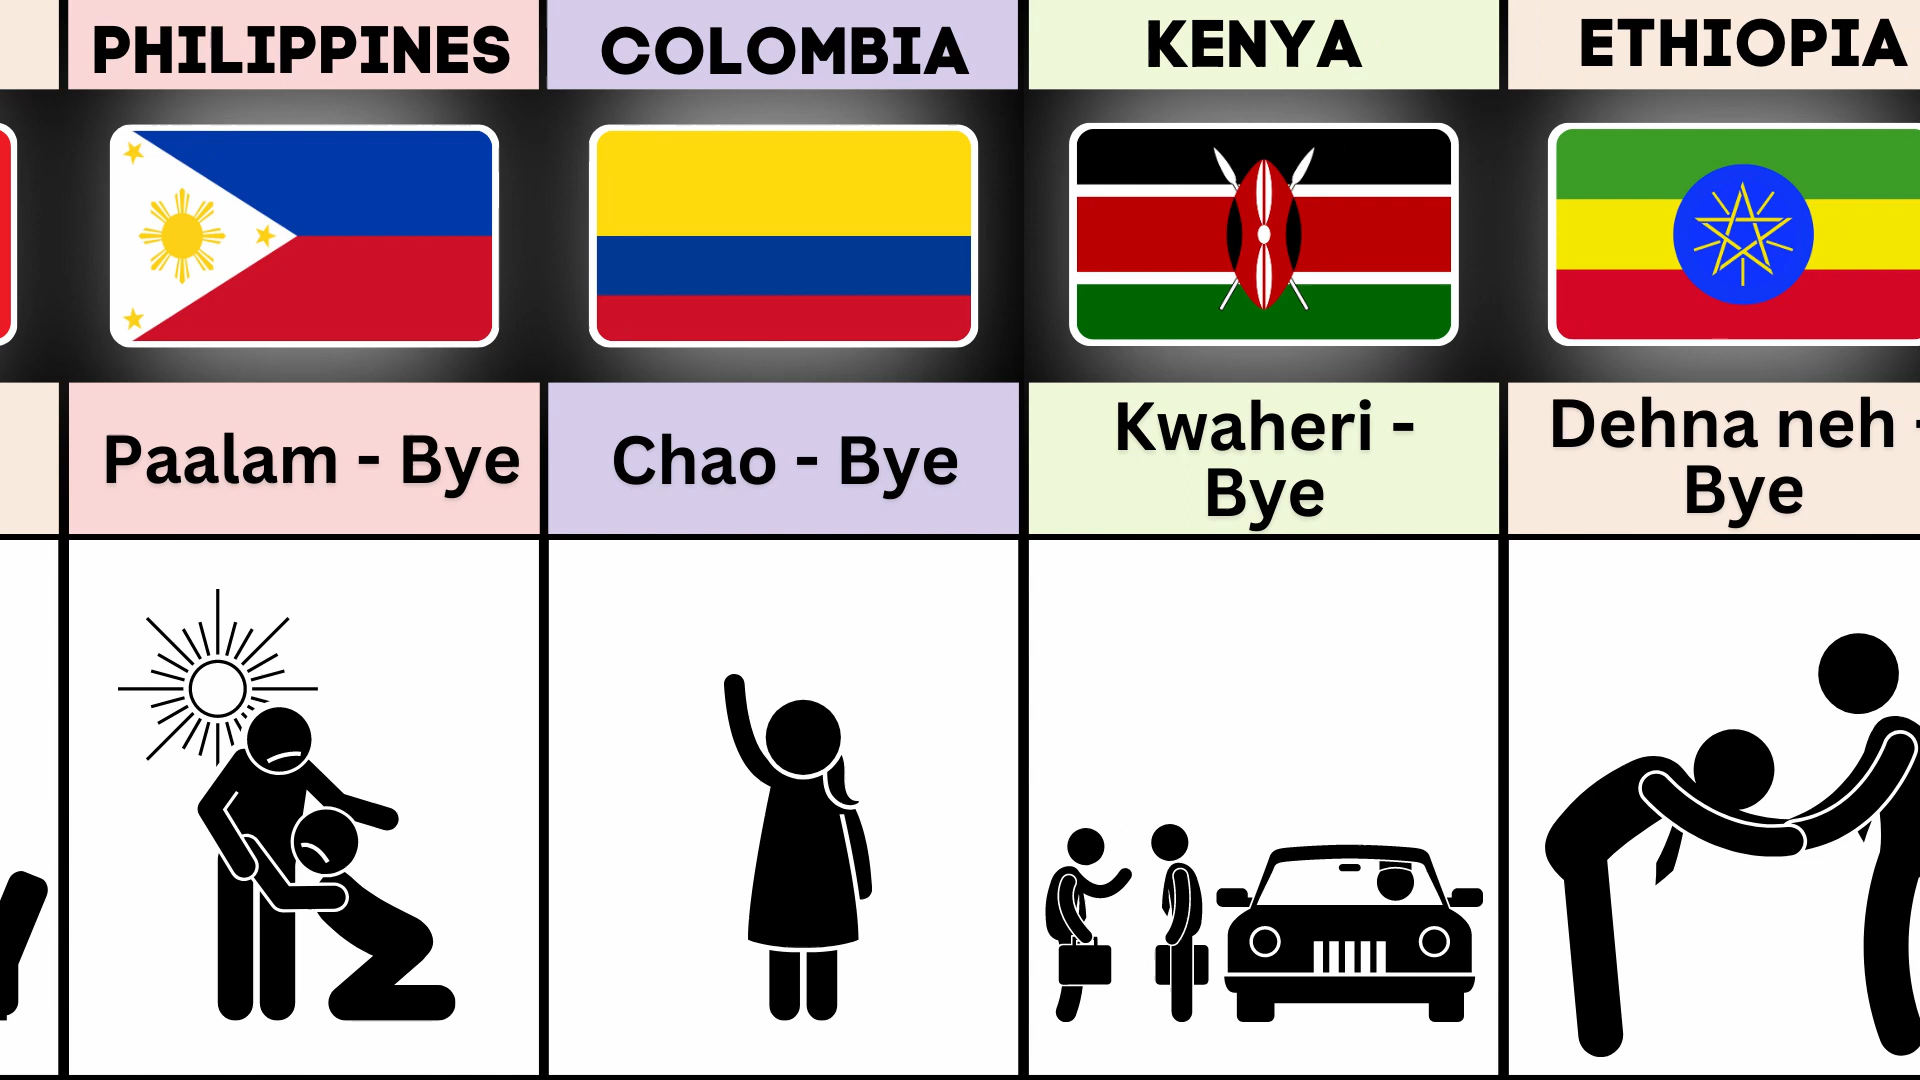 PHILIPPINES
COLOMBIA
KENYA
ETHIOPIA
Paalam - Bye
Chao - Bye
Kwaheri -
Bye
Dehna neh -
Bye